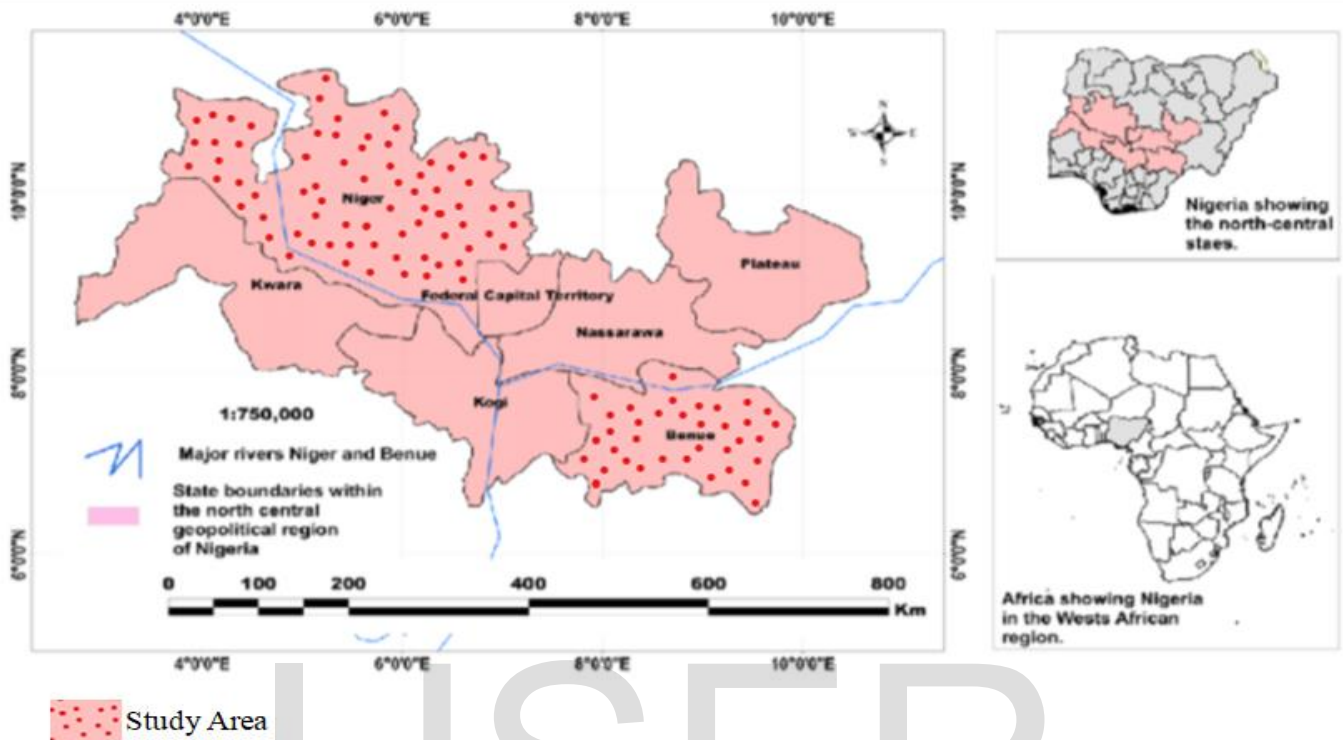 4°0'0"E 6°0'0"E 8°0'0"E 10°0'0"E
N
W E
S
10°0'0"N 10°0'0"N
Niger
Plateau
Kwara
Federal Capital Territory
Nassarawa
8°0'0"N 8°0'0"N
Kogi
Benue
1:750,000
Major rivers Niger and Benue
State boundaries within
the north central
geopolitical region
of Nigeria
6°0'0"N 6°0'0"N
0 100 200 400 600 800
Km
4°0'0"E 6°0'0"E 8°0'0"E 10°0'0"E
Study Area
Nigeria showing
the north-central
staes.
Africa showing Nigeria
in the Wests African
region.